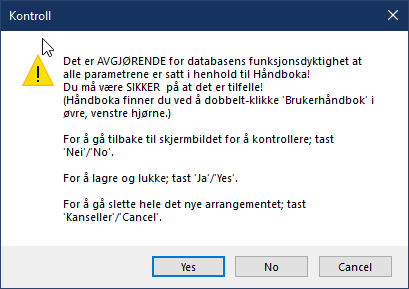 Kontroll
Det er AVGJØRENDE for databasens funksjonsdyktighet at
alle parametrene er satt i henhold til Håndboka!
Du må være SIKKER  på at det er tilfelle!
(Håndboka finner du ved å dobbelt-klikke 'Brukerhåndbok' i
øvre, venstre hjørne.)
For å gå tilbake til skjermbildet for å kontrollere; tast
'Nei'/'No'.
For å lagre og lukke; tast 'Ja'/'Yes'.
For å gå slette hele det nye arrangementet; tast
'Kanseller'/'Cancel'.
Yes No Cancel